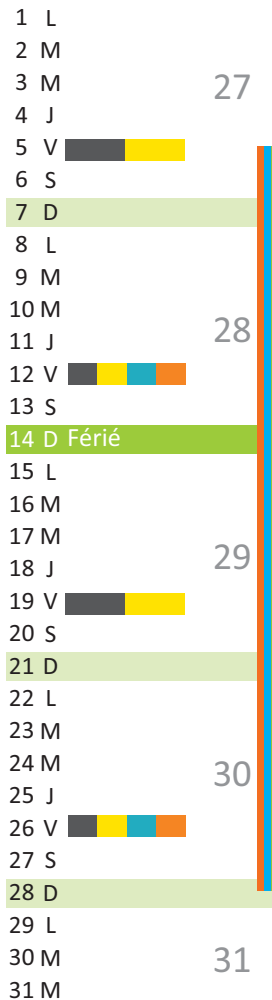 1 L
2 M
3 M 27
4 J
5 V
6 S
7 D
8 L
9 M
10 M 28
11 J
12 V
13 S
14 D Férié
15 L
16 M
17 M
18 J 29
19 V
20 S
21 D
22 L
23 M
24 M 30
25 J
26 V
27 S
28 D
29 L
30 M 31
31 M